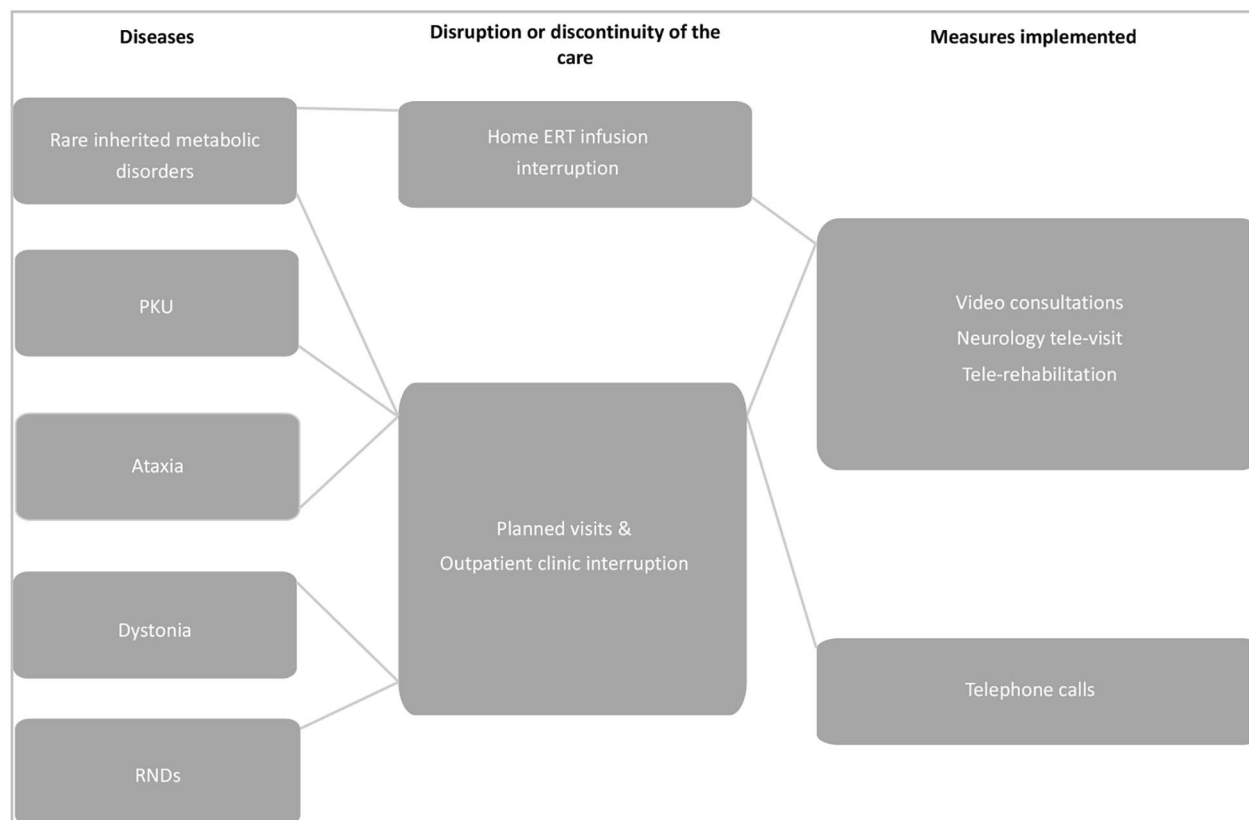 Diseases
Disruption or discontinuity of the
care
Measures implemented
Rare inherited metabolic
disorders
Home ERT infusion
interruption
PKU
Video consultations
Neurology tele-visit
Tele-rehabilitation
Ataxia
Planned visits &
Outpatient clinic interruption
Dystonia
Telephone calls
RNDs